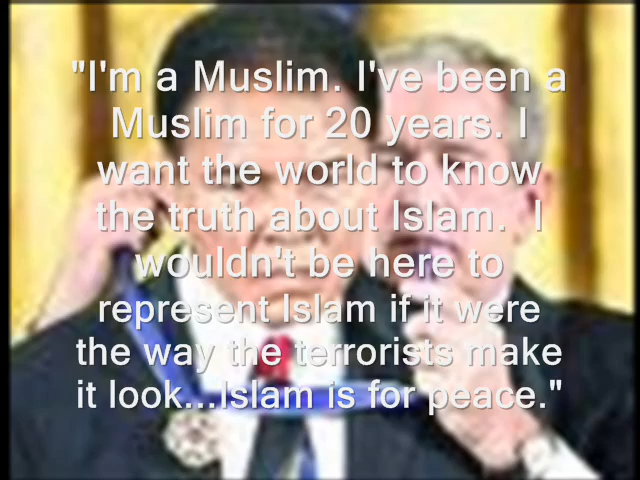 "I'm a Muslim. I've been a
Muslim for 20 years. I
want the world to know
the truth about Islam.  I
wouldn't be here to
represent Islam if it were
the way the terrorists make
it look...Islam is for peace."